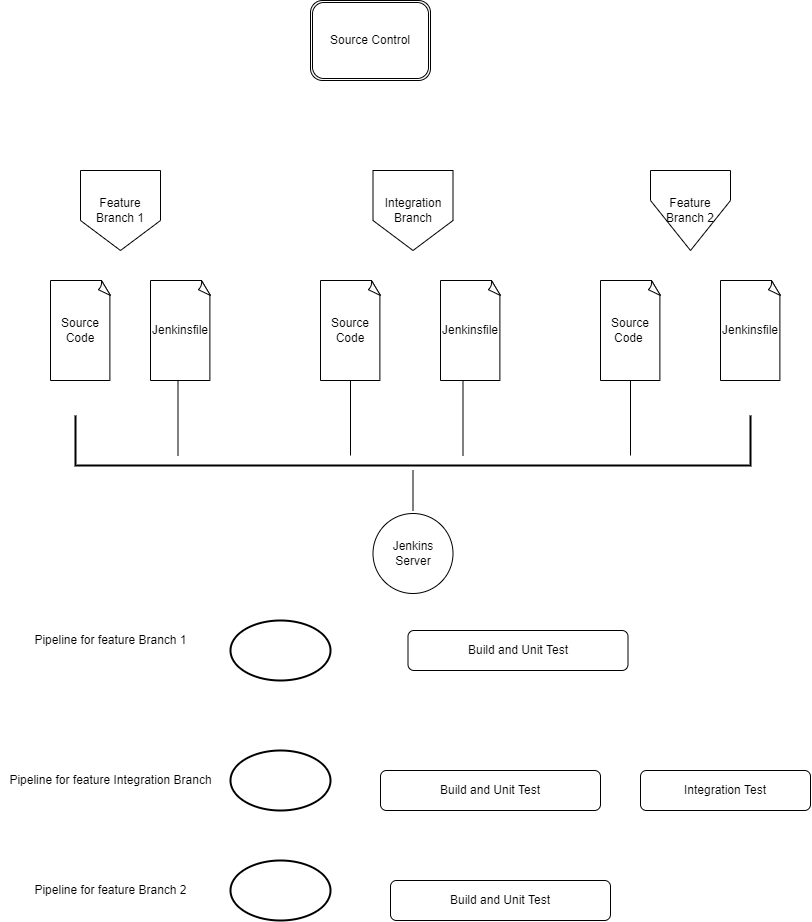 Source Control
Feature
Branch 1
Integration
Branch
Feature
Branch 2
Source
Code
Jenkinsfile
Source
Code
Jenkinsfile
Source
Code
Jenkinsfile
Jenkins
Server
Pipeline for feature Branch 1
Build and Unit Test
Pipeline for feature Integration Branch
Build and Unit Test
Integration Test
Pipeline for feature Branch 2
Build and Unit Test